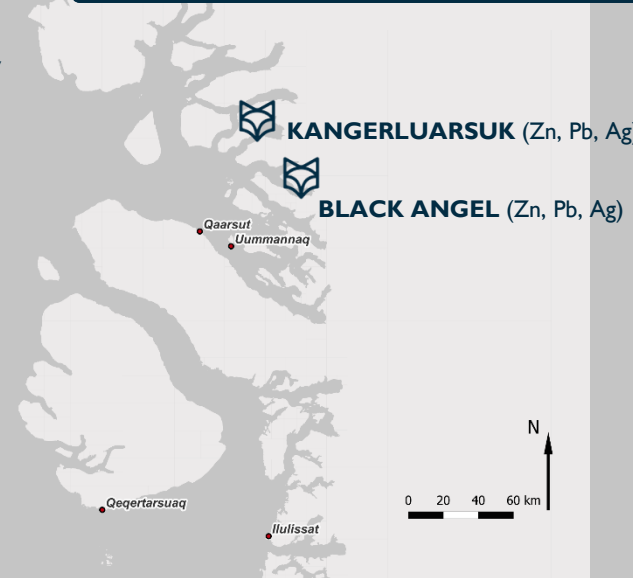 KANGERLUARSUK (Zn, Pb, Ag)
BLACK ANGEL (Zn, Pb, Ag)
Qaarsut
Uummannaq
N
0 20 40 60 km
Qeqertarsuaq
Ilulissat